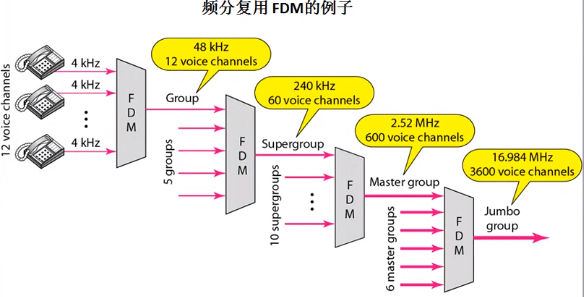 频分复用 FDM的例子
12 voice channels
4 kHz
4 kHz
4 kHz
F
D
M
48 kHz
12 voice channels
Group
5 groups
F
D
M
240 kHz
60 voice channels
Supergroup
10 supergroups
F
D
M
2.52 MHz
600 voice channels
Master group
6 master groups
F
D
M
16.984 MHz
3600 voice channels
Jumbo
group